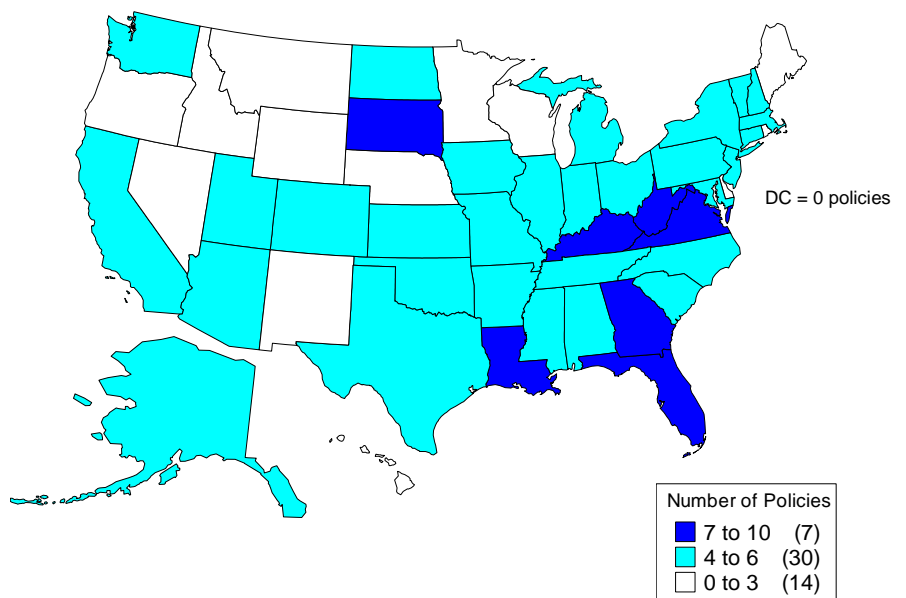 DC = 0 policies
Number of Policies
7 to 10 (7)
4 to 6 (30)
0 to 3 (14)